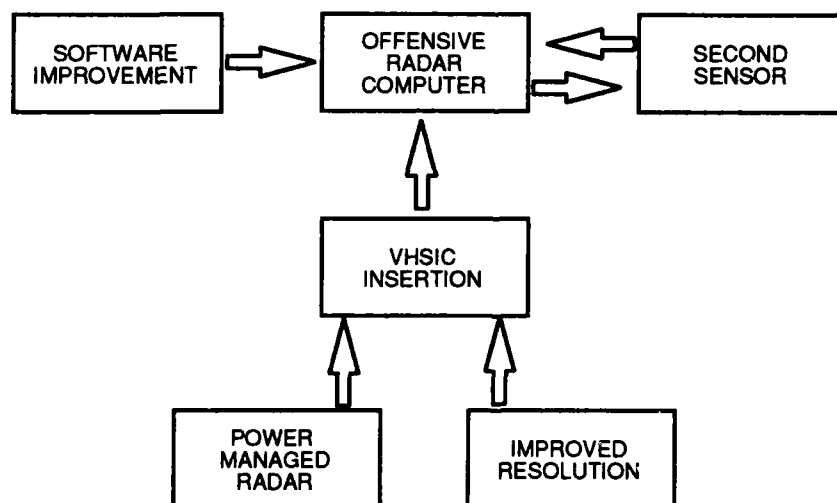 SOFTWARE
IMPROVEMENT
OFFENSIVE
RADAR
COMPUTER
SECOND
SENSOR
VHSIC
INSERTION
POWER
MANAGED
RADAR
IMPROVED
RESOLUTION